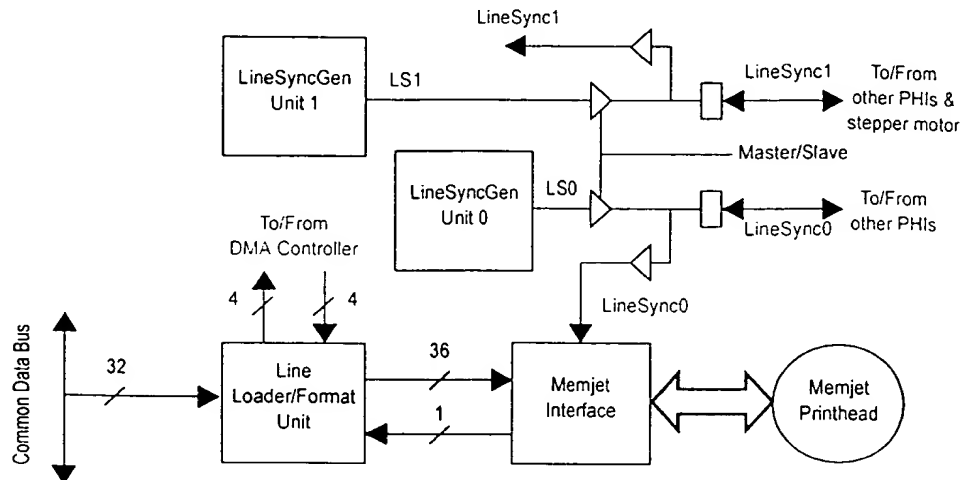 LineSync1
LineSyncGen
Unit 1
LS1
LineSync1
To/From
other PHIs &
stepper motor
Master/Slave
LineSyncGen
Unit 0
LS0
To/From
other PHIs
LineSync0
To/From
DMA Controller
4
4
LineSync0
Common Data Bus
32
Line
Loader/Format
Unit
36
1
Memjet
Interface
Memjet
Printhead